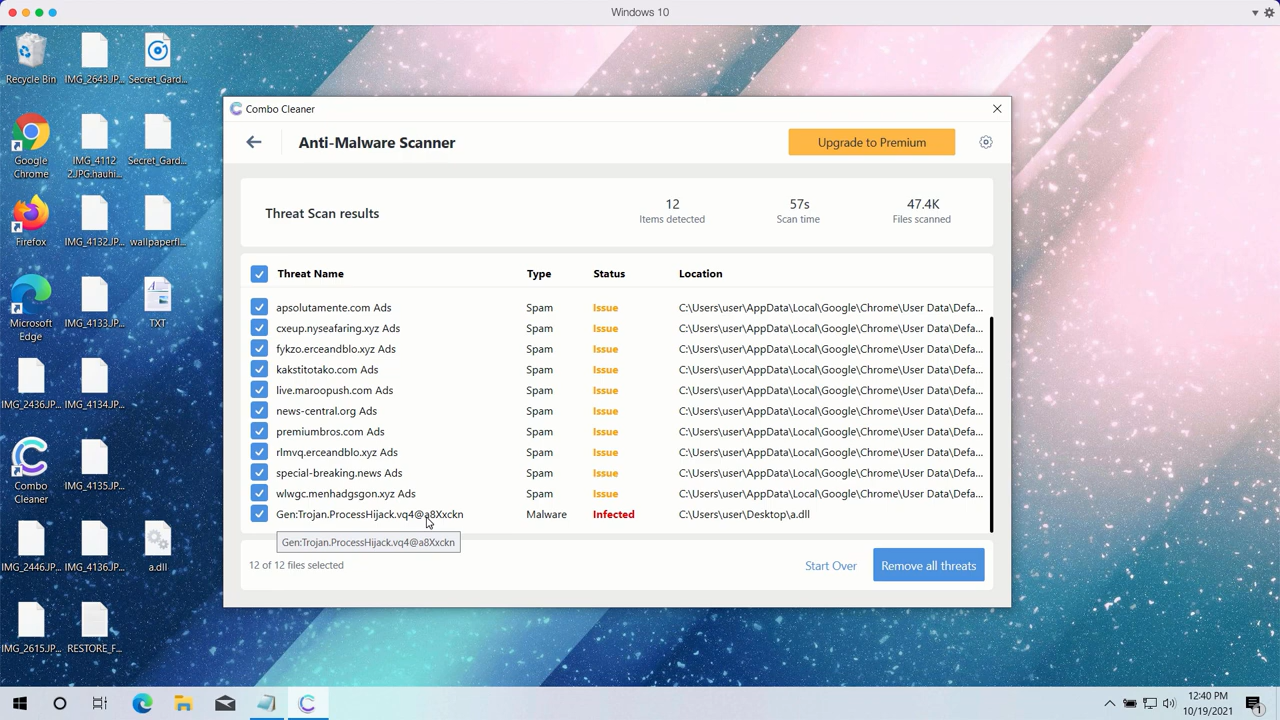 Windows 10
Recycle Bin
IMG_2643.JP...
Secret_Gard...
Google
Chrome
IMG_4112
2.JPG.hauhi...
Secret_Gard...
Firefox
IMG_4132.JP...
wallpaperfl...
Microsoft
Edge
IMG_4133.JP...
TXT
IMG_2436.JP...
IMG_4134.JP...
Combo
Cleaner
IMG_4135.JP...
IMG_2446.JP...
IMG_4136.JP...
a.dll
IMG_2615.JP...
RESTORE_F...
Combo Cleaner
Anti-Malware Scanner
Upgrade to Premium
Threat Scan results
12
Items detected
57s
Scan time
47.4K
Files scanned
Threat Name Type Status Location
apsolutamente.com Ads Spam Issue C:\Users\user\AppData\Local\Google\Chrome\User Data\Defa...
cxeup.nyseafaring.xyz Ads Spam Issue C:\Users\user\AppData\Local\Google\Chrome\User Data\Defa...
fykzo.erceandblo.xyz Ads Spam Issue C:\Users\user\AppData\Local\Google\Chrome\User Data\Defa...
kakstitotako.com Ads Spam Issue C:\Users\user\AppData\Local\Google\Chrome\User Data\Defa...
live.maroopush.com Ads Spam Issue C:\Users\user\AppData\Local\Google\Chrome\User Data\Defa...
news-central.org Ads Spam Issue C:\Users\user\AppData\Local\Google\Chrome\User Data\Defa...
premiumbros.com Ads Spam Issue C:\Users\user\AppData\Local\Google\Chrome\User Data\Defa...
rlmvq.erceandblo.xyz Ads Spam Issue C:\Users\user\AppData\Local\Google\Chrome\User Data\Defa...
special-breaking.news Ads Spam Issue C:\Users\user\AppData\Local\Google\Chrome\User Data\Defa...
wlwgc.menhadgsgon.xyz Ads Spam Issue C:\Users\user\AppData\Local\Google\Chrome\User Data\Defa...
Gen:Trojan.ProcessHijack.vq4@a8Xxckn Malware Infected C:\Users\user\Desktop\a.dll
Gen:Trojan.ProcessHijack.vq4@a8Xxckn
12 of 12 files selected
Start Over
Remove all threats
12:40 PM
10/19/2021
1